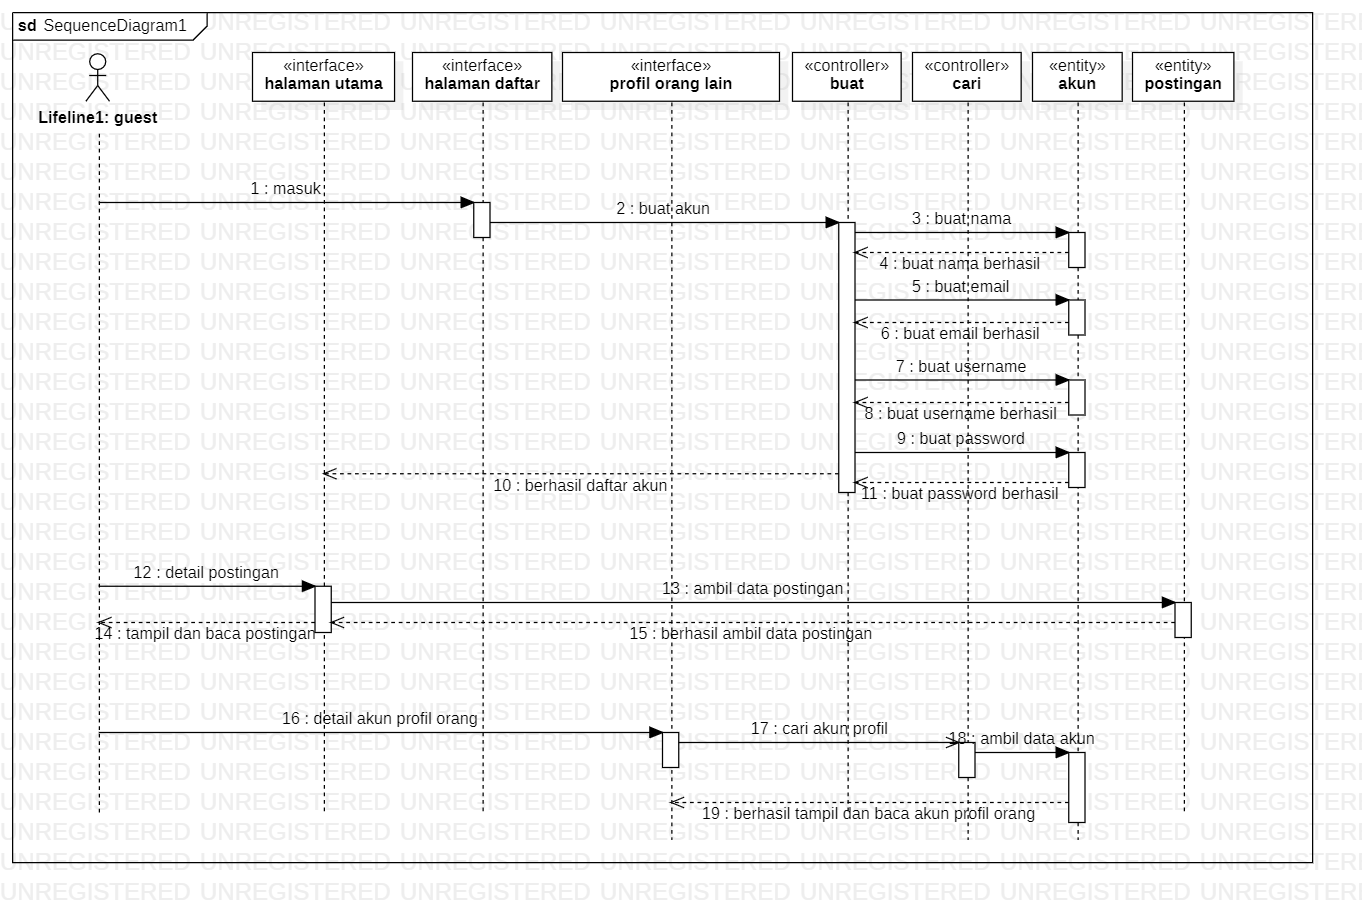 sd SequenceDiagram1
Lifeline1: guest
«interface»
halaman utama
«interface»
halaman daftar
«interface»
profil orang lain
«controller»
buat
«controller»
cari
«entity»
akun
«entity»
postingan
1 : masuk
2 : buat akun
3 : buat nama
4 : buat nama berhasil
5 : buat email
6 : buat email berhasil
7 : buat username
8 : buat username berhasil
9 : buat password
10 : berhasil daftar akun
11 : buat password berhasil
12 : detail postingan
13 : ambil data postingan
14 : tampil dan baca postingan
15 : berhasil ambil data postingan
16 : detail akun profil orang
17 : cari akun profil
18 : ambil data akun
19 : berhasil tampil dan baca akun profil orang
UNREGISTERED